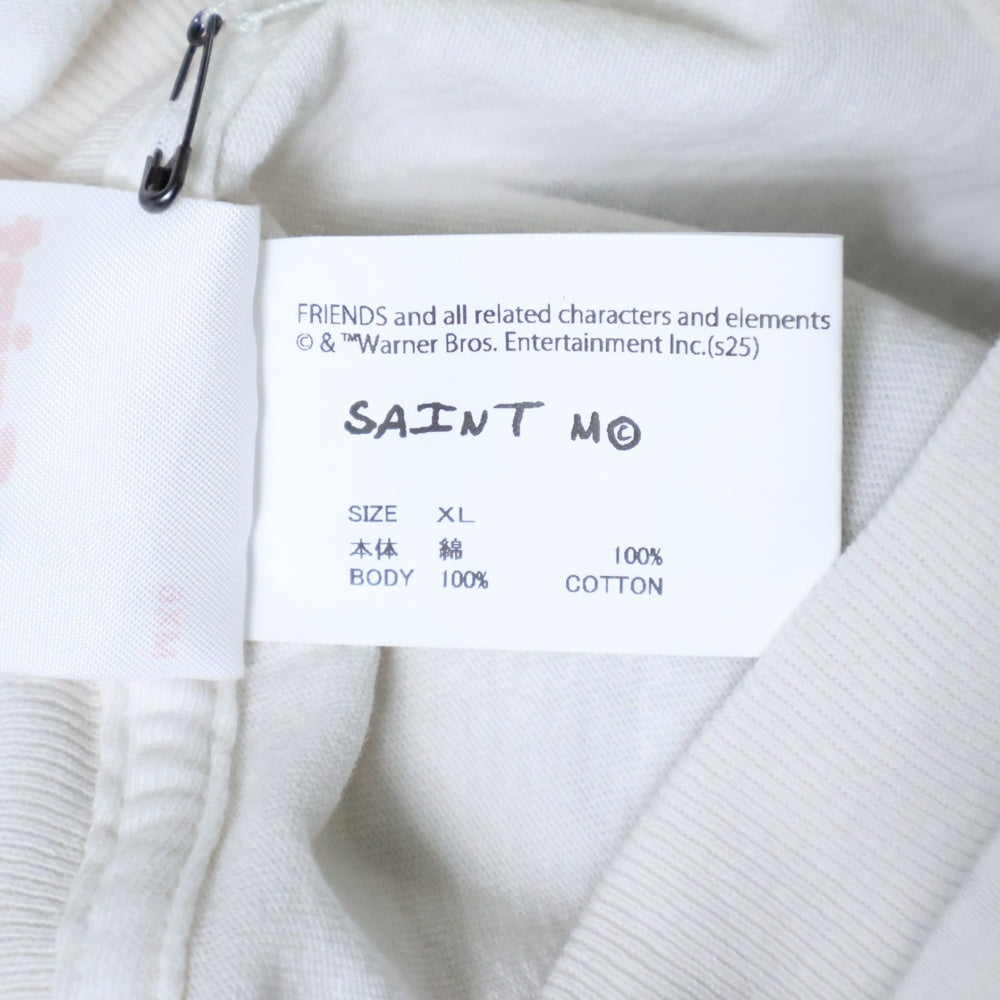 FRIENDS and all related characters and elements
© & ™Warner Bros. Entertainment Inc.(s25)
SAINT M©
SIZE XL
本体 綿 100%
BODY 100% COTTON